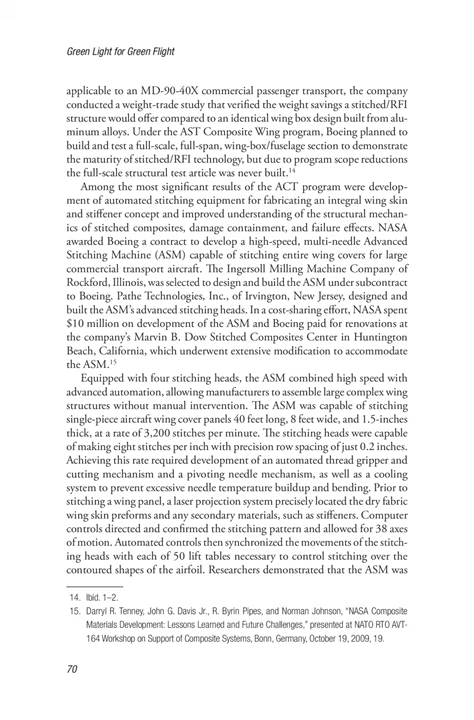 Green Light for Green Flight
applicable to an MD-90-40X commercial passenger transport, the company
conducted a weight-trade study that verified the weight savings a stitched/RFI
structure would offer compared to an identical wing box design built from alu-
minum alloys. Under the AST Composite Wing program, Boeing planned to
build and test a full-scale, full-span, wing-box/fuselage section to demonstrate
the maturity of stitched/RFI technology, but due to program scope reductions
the full-scale structural test article was never built.14
Among the most significant results of the ACT program were develop-
ment of automated stitching equipment for fabricating an integral wing skin
and stiffener concept and improved understanding of the structural mechan-
ics of stitched composites, damage containment, and failure effects. NASA
awarded Boeing a contract to develop a high-speed, multi-needle Advanced
Stitching Machine (ASM) capable of stitching entire wing covers for large
commercial transport aircraft. The Ingersoll Milling Machine Company of
Rockford, Illinois, was selected to design and build the ASM under subcontract
to Boeing. Pathe Technologies, Inc., of Irvington, New Jersey, designed and
built the ASM's advanced stitching heads. In a cost-sharing effort, NASA spent
$10 million on development of the ASM and Boeing paid for renovations at
the company's Marvin B. Dow Stitched Composites Center in Huntington
Beach, California, which underwent extensive modification to accommodate
the ASM.15
Equipped with four stitching heads, the ASM combined high speed with
advanced automation, allowing manufacturers to assemble large complex wing
structures without manual intervention. The ASM was capable of stitching
single-piece aircraft wing cover panels 40 feet long, 8 feet wide, and 1.5-inches
thick, at a rate of 3,200 stitches per minute. The stitching heads were capable
of making eight stitches per inch with precision row spacing of just 0.2 inches.
Achieving this rate required development of an automated thread gripper and
cutting mechanism and a pivoting needle mechanism, as well as a cooling
system to prevent excessive needle temperature buildup and bending. Prior to
stitching a wing panel, a laser projection system precisely located the dry fabric
wing skin preforms and any secondary materials, such as stiffeners. Computer
controls directed and confirmed the stitching pattern and allowed for 38 axes
of motion. Automated controls then synchronized the movements of the stitch-
ing heads with each of 50 lift tables necessary to control stitching over the
contoured shapes of the airfoil. Researchers demonstrated that the ASM was
14. Ibid. 1–2.
15. Darryl R. Tenney, John G. Davis Jr., R. Byrin Pipes, and Norman Johnson, "NASA Composite
Materials Development: Lessons Learned and Future Challenges," presented at NATO RTO AVT-
164 Workshop on Support of Composite Systems, Bonn, Germany, October 19, 2009, 19.
70